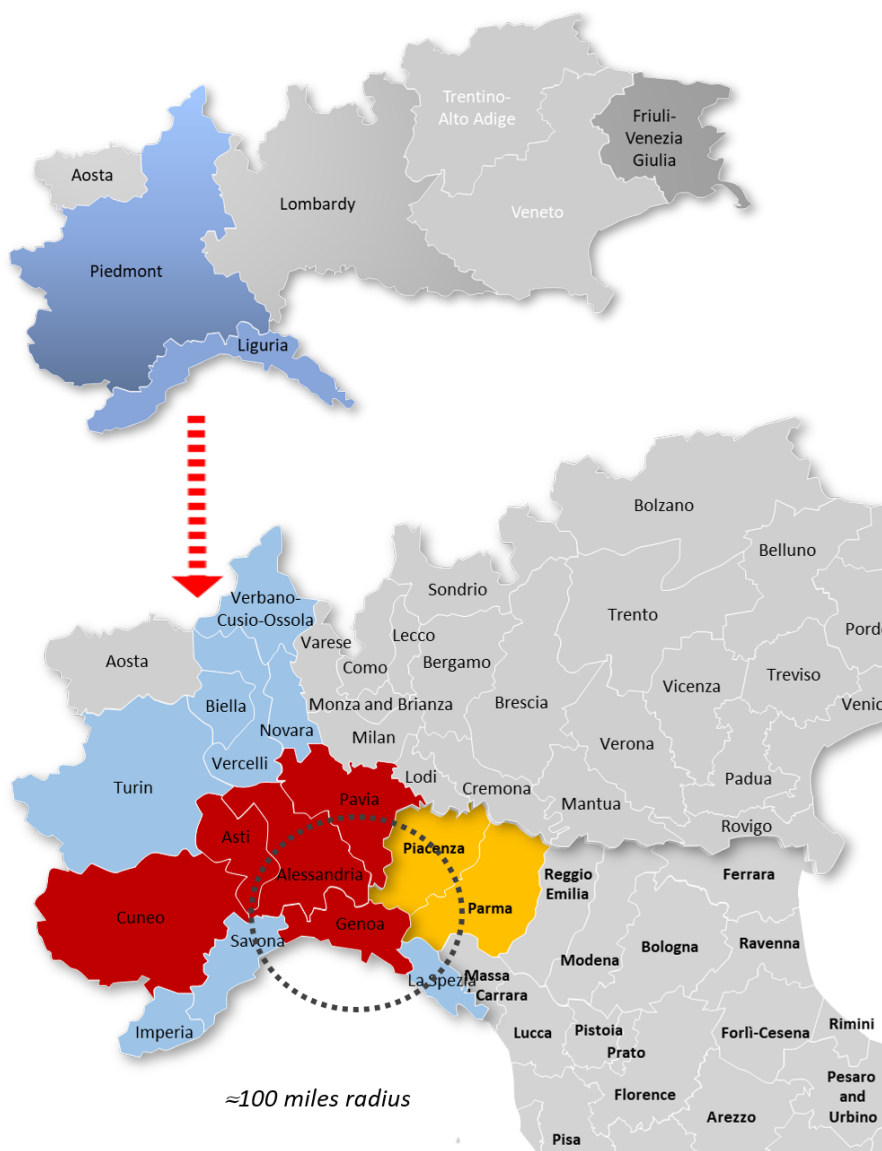 Trentino-
Alto Adige
Friuli-
Venezia
Giulia
Aosta
Lombardy
Veneto
Piedmont
Liguria
Bolzano
Belluno
Sondrio
Verbano-
Cusio-Ossola
Trento
Pord
Varese
Lecco
Aosta
Como
Bergamo
Treviso
Vicenza
Biella
Brescia
Venic
Monza and Brianza
Novara
Milan
Verona
Vercelli
Lodi
Padua
Turin
Cremona
Pavia
Mantua
Rovigo
Asti
Piacenza
Alessandria
Reggio
Emilia
Ferrara
Parma
Cuneo
Genoa
Savona
Bologna
Ravenna
Modena
Massa
Carrara
La Spezia
Imperia
Lucca
Pistoia
Prato
Forlì-Cesena
Rimini
Pesaro
and
Urbino
Florence
≈100 miles radius
Arezzo
Pisa